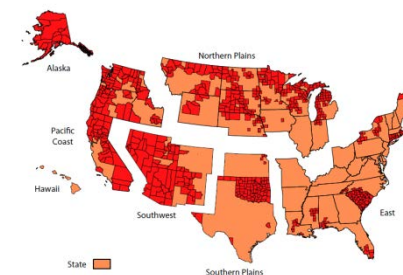 Northern Plains
Alaska
Pacific
Coast
Hawaii
Southwest
East
State
Southern Plains